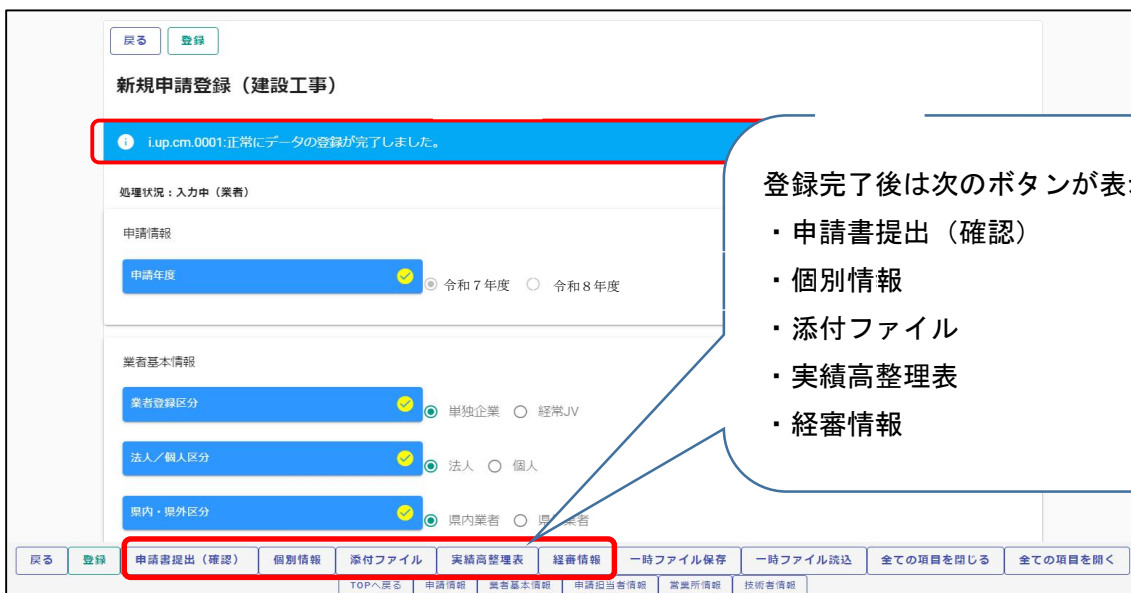 戻る 登録
新規申請登録（建設工事）
i.up.cm.0001:正常にデータの登録が完了しました。
処理状況：入力中（業者）
申請情報
申請年度 令和７年度 令和８年度
業者基本情報
業者登録区分 単独企業 経常JV
法人／個人区分 法人 個人
県内・県外区分 県内業者
登録完了後は次のボタンが表
・申請書提出（確認）
・個別情報
・添付ファイル
・実績高整理表
・経審情報
戻る 登録 申請書提出（確認） 個別情報 添付ファイル 実績高整理表 経審情報 一時ファイル保存 一時ファイル読込 全ての項目を閉じる 全ての項目を開く
TOPへ戻る 申請情報 業者基本情報 申請担当者情報 営業所情報 技術者情報